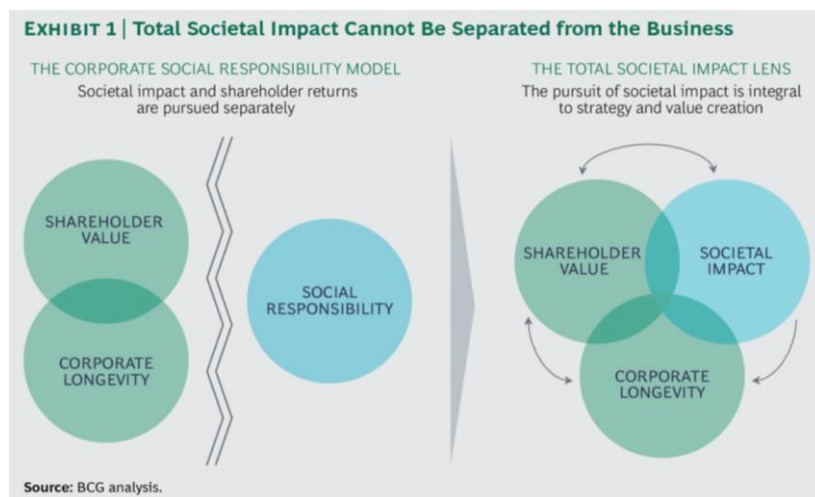 EXHIBIT 1 | Total Societal Impact Cannot Be Separated from the Business
THE CORPORATE SOCIAL RESPONSIBILITY MODEL
Societal impact and shareholder returns
are pursued separately
SHAREHOLDER
VALUE
CORPORATE
LONGEVITY
SOCIAL
RESPONSIBILITY
THE TOTAL SOCIETAL IMPACT LENS
The pursuit of societal impact is integral
to strategy and value creation
SHAREHOLDER
VALUE
SOCIETAL
IMPACT
CORPORATE
LONGEVITY
Source: BCG analysis.